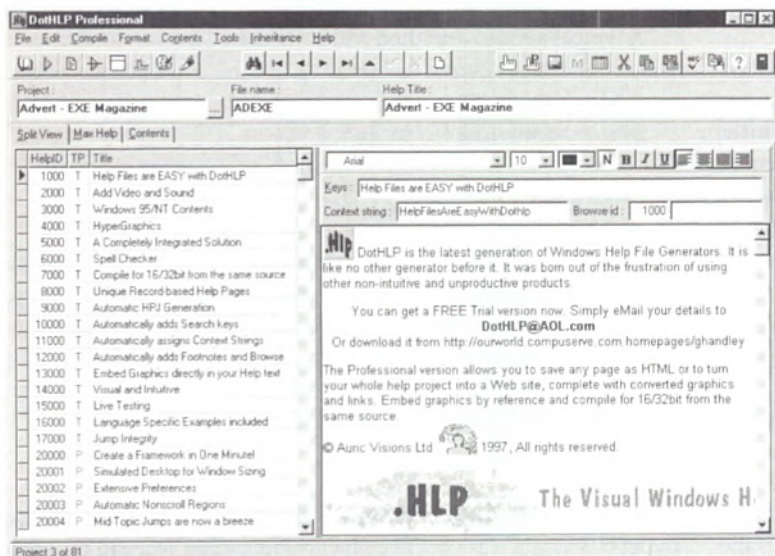 DotHLP Professional
File Edit Compile Format Contents Tools Inheritance Help
Project :
File name :
Help Title :
Advert - EXE Magazine
...
ADEXE
Advert - EXE Magazine
Split View Max Help Contents
HelpID TP Title
1000 T Help Files are EASY with DotHLP
2000 T Add Video and Sound
3000 T Windows 95/NT Contents
4000 T HyperGraphics
5000 T A Completely Integrated Solution
6000 T Spell Checker
7000 T Compile for 16/32bit from the same source
8000 T Unique Record-based Help Pages
9000 T Automatic HPJ Generation
10000 T Automatically adds Search keys
11000 T Automatically assigns Context Strings
12000 T Automatically adds Footnotes and Browse
13000 T Embed Graphics directly in your Help text
14000 T Visual and Intuitive
15000 T Live Testing
16000 T Language Specific Examples included
17000 T Jump Integrity
20000 P Create a Framework in One Minute!
20001 P Simulated Desktop for Window Sizing
20002 P Extensive Preferences
20003 P Automatic Nonscroll Regions
20004 P Mid Topic Jumps are now a breeze
Arial 10 N B I U
Keys : Help Files are EASY with DotHLP
Context string : HelpFilesAreEasyWithDothlp Browse id : 1000
.Hlp DotHLP is the latest generation of Windows Help File Generators. It is
like no other generator before it. It was born out of the frustration of using
other non-intuitive and unproductive products.
You can get a FREE Trial version now. Simply eMail your details to
DotHLP@AOL.com
Or download it from http://ourworld.compuserve.com.homepages/ghandley
The Professional version allows you to save any page as HTML or to turn
your whole help project into a Web site, complete with converted graphics
and links. Embed graphics by reference and compile for 16/32bit from the
same source.
© Auric Visions Ltd 1997, All rights reserved.
.HLP The Visual Windows H
Project 3 of 81